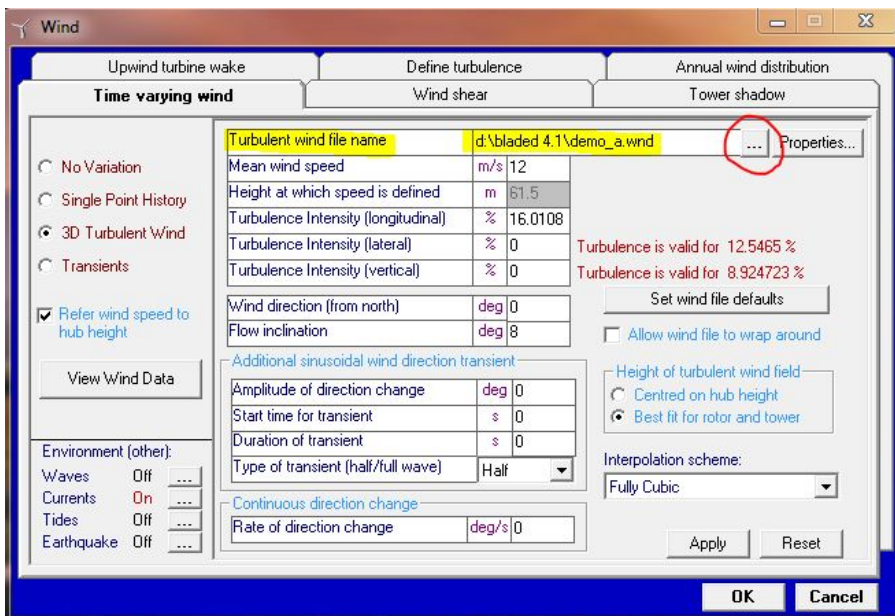 Wind
Upwind turbine wake Define turbulence Annual wind distribution
Time varying wind Wind shear Tower shadow
No Variation
Single Point History
3D Turbulent Wind
Transients
Refer wind speed to
hub height
View Wind Data
Environment (other):
Waves Off ...
Currents On ...
Tides Off ...
Earthquake Off ...
Turbulent wind file name d:\bladed 4.1\demo_a.wnd ... Properties...
Mean wind speed m/s 12
Height at which speed is defined m 61.5
Turbulence Intensity (longitudinal) % 16.0108
Turbulence Intensity (lateral) % 0 Turbulence is valid for 12.5465 %
Turbulence Intensity (vertical) % 0 Turbulence is valid for 8.924723 %
Wind direction (from north) deg 0
Flow inclination deg 8
Additional sinusoidal wind direction transient
Amplitude of direction change deg 0
Start time for transient s 0
Duration of transient s 0
Type of transient (half/full wave) Half
Continuous direction change
Rate of direction change deg/s 0
Set wind file defaults
Allow wind file to wrap around
Height of turbulent wind field
Centred on hub height
Best fit for rotor and tower
Interpolation scheme:
Fully Cubic
Apply Reset
OK Cancel